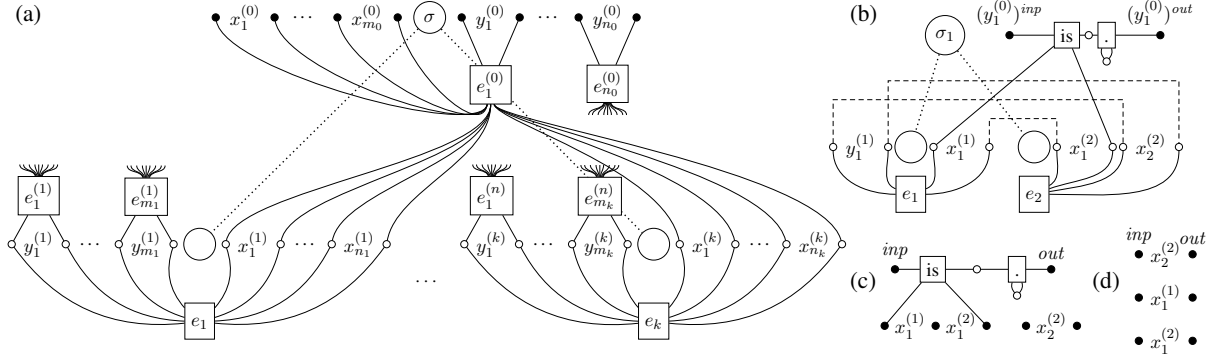 (a) x_1^{(0)} ··· x_{m_0}^{(0)} σ y_1^{(0)} ··· y_{n_0}^{(0)}
e_1^{(0)} e_{n_0}^{(0)}
e_1^{(1)} e_{m_1}^{(1)} e_1^{(n)} e_{m_k}^{(n)}
y_1^{(1)} ··· y_{m_1}^{(1)} x_1^{(1)} ··· x_{n_1}^{(1)} y_1^{(k)} ··· y_{m_k}^{(k)} x_1^{(k)} ··· x_{n_k}^{(k)}
···
e_1 e_k
(b) (y_1^{(0)})^{inp} (y_1^{(0)})^{out}
σ_1 is .
y_1^{(1)} x_1^{(1)} x_1^{(2)} x_2^{(2)}
e_1 e_2
(c) inp out
is .
x_1^{(1)} x_1^{(2)} x_2^{(2)}
(d) inp out
x_2^{(2)}
x_1^{(1)}
x_1^{(2)}